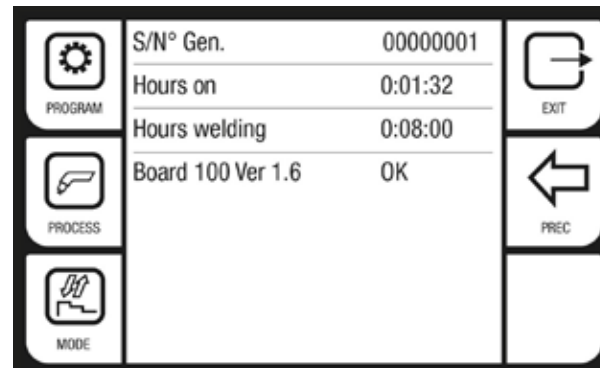 S/N° Gen. 00000001
Hours on 0:01:32
Hours welding 0:08:00
Board 100 Ver 1.6 OK
PROGRAM
PROCESS
MODE
EXIT
PREC